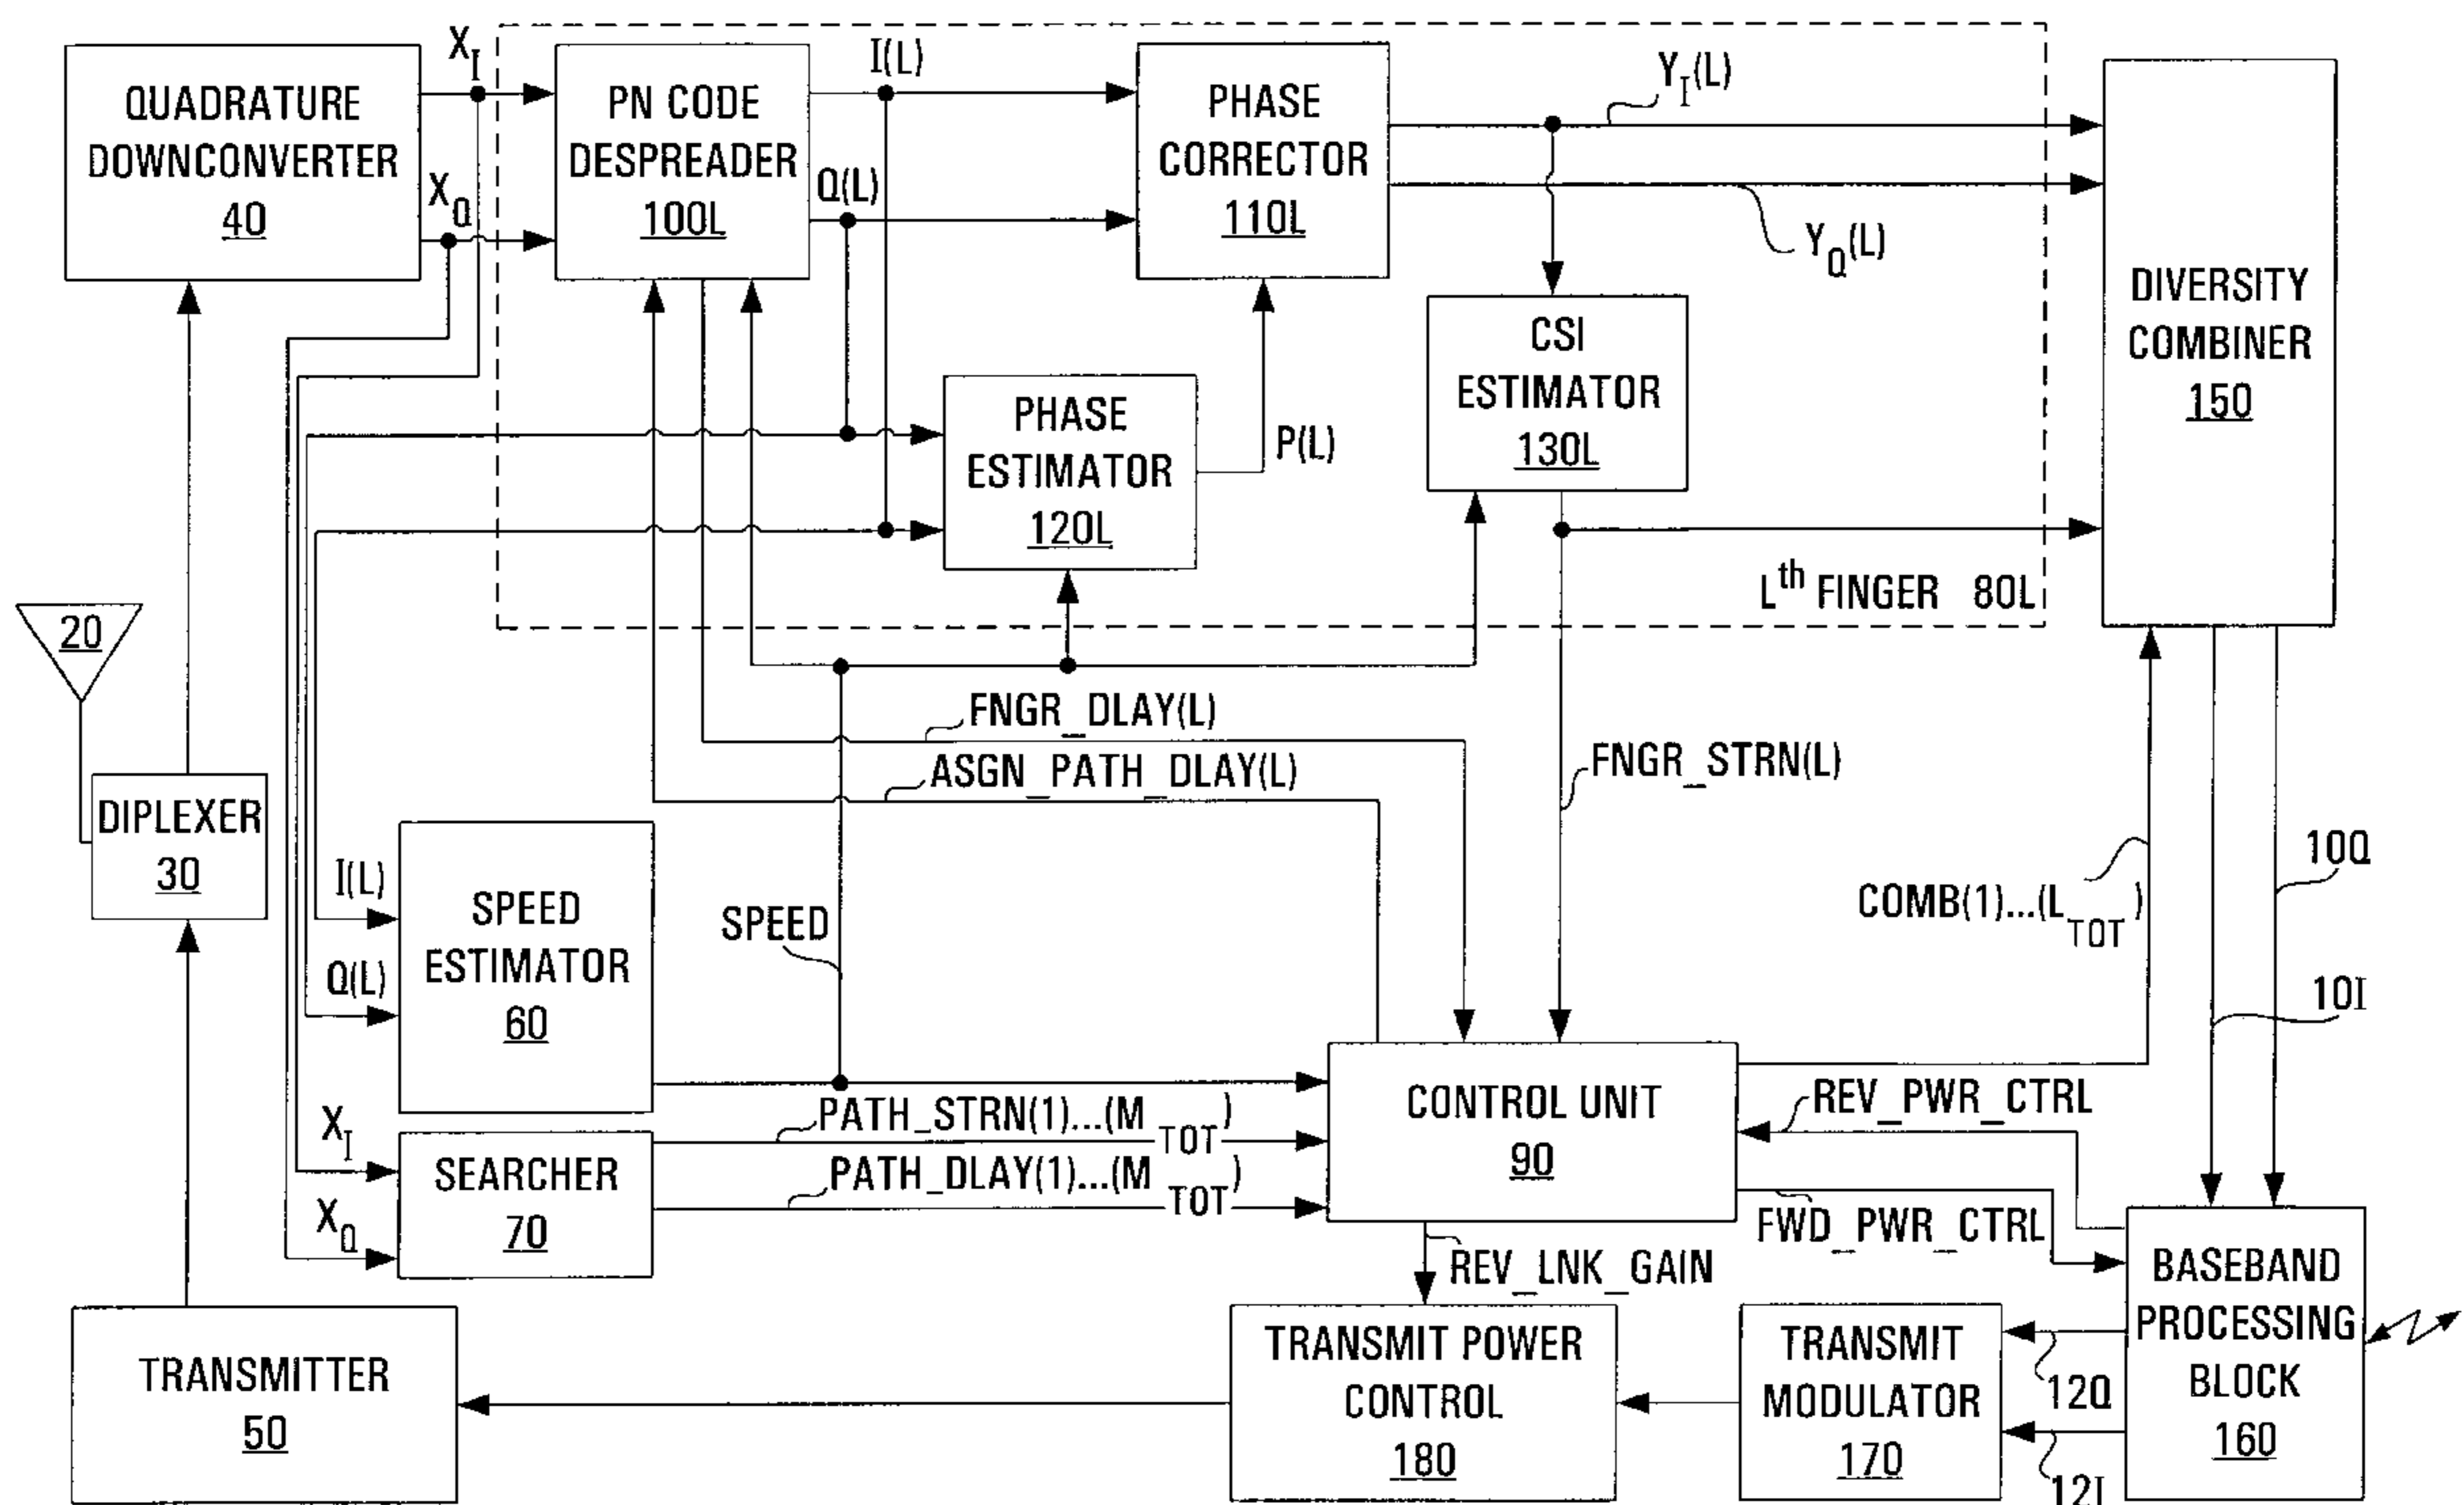 QUADRATURE
DOWNCONVERTER
40
X_I
X_Q
PN CODE
DESPREADER
100L
I(L)
Q(L)
PHASE
CORRECTOR
110L
Y_I(L)
Y_Q(L)
DIVERSITY
COMBINER
150
CSI
ESTIMATOR
130L
PHASE
ESTIMATOR
120L
P(L)
L^th FINGER 80L
20
DIPLEXER
30
FNGR_DLAY(L)
ASGN_PATH_DLAY(L)
FNGR_STRN(L)
I(L)
Q(L)
SPEED
ESTIMATOR
60
SPEED
COMB(1)...(L_TOT)
10Q
10I
X_I
X_Q
SEARCHER
70
PATH_STRN(1)...(M_TOT)
PATH_DLAY(1)...(M_TOT)
CONTROL UNIT
90
REV_PWR_CTRL
FWD_PWR_CTRL
REV_LNK_GAIN
TRANSMITTER
50
TRANSMIT POWER
CONTROL
180
TRANSMIT
MODULATOR
170
12Q
12I
BASEBAND
PROCESSING
BLOCK
160